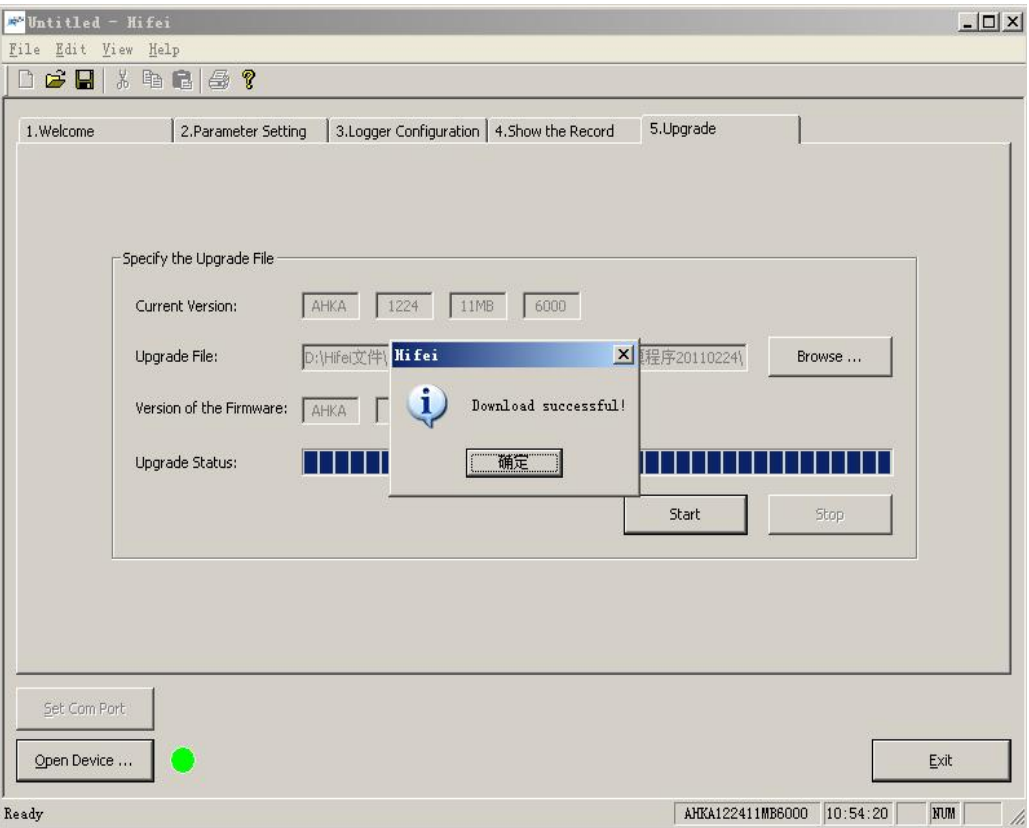 Untitled - Hifei
File Edit View Help
1.Welcome 2.Parameter Setting 3.Logger Configuration 4.Show the Record 5.Upgrade
Specify the Upgrade File
Current Version: AHKA 1224 11MB 6000
Upgrade File: D:\Hifei文件\ 程序20110224\ Browse ...
Hifei
Download successful!
确定
Version of the Firmware: AHKA
Upgrade Status:
Start Stop
Set Com Port
Open Device ... Exit
Ready AHKA122411MB6000 10:54:20 NUM